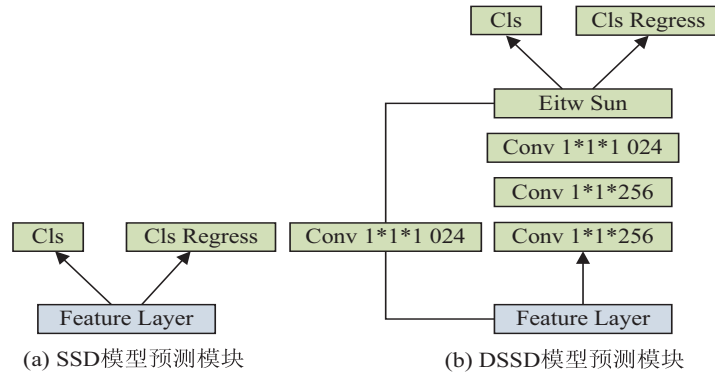 Cls
Cls Regress
Eitw Sun
Conv 1*1*1 024
Conv 1*1*256
Cls
Cls Regress
Conv 1*1*1 024
Conv 1*1*256
Feature Layer
Feature Layer
(a) SSD模型预测模块
(b) DSSD模型预测模块